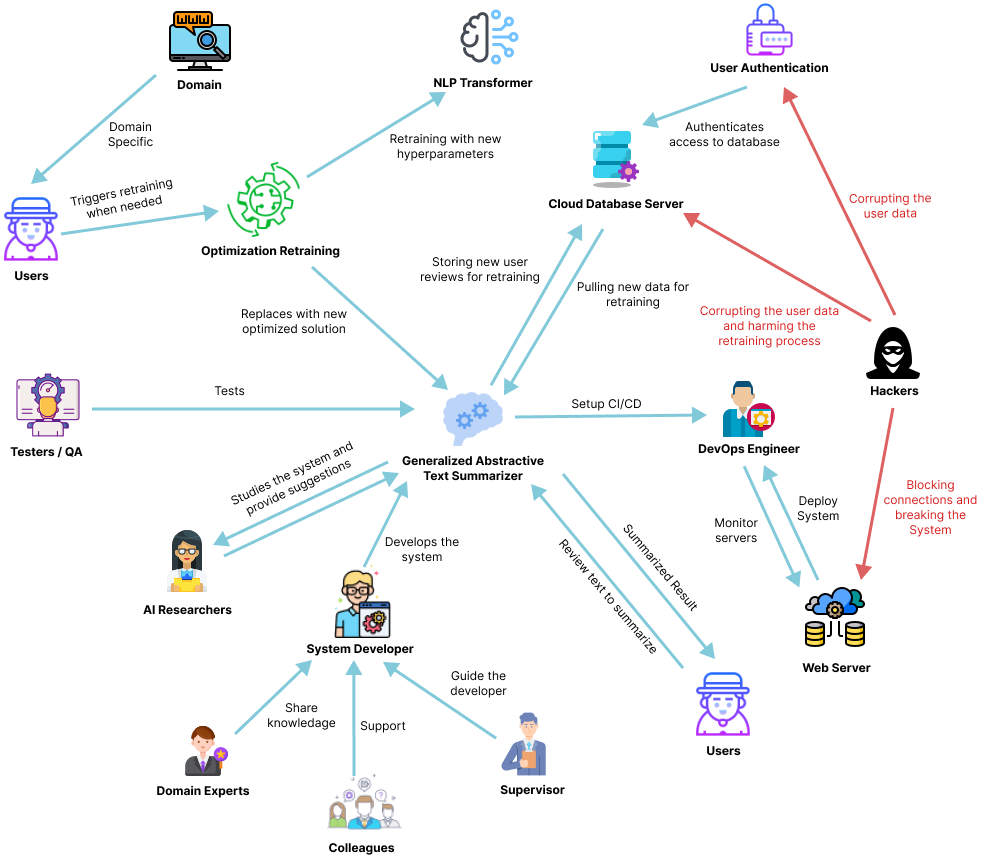 WWW
Domain
NLP Transformer
User Authentication
Domain
Specific
Retraining with new
hyperparameters
Authenticates
access to database
Triggers retraining
when needed
Cloud Database Server
Corrupting the
user data
Users
Optimization Retraining
Storing new user
reviews for retraining
Pulling new data for
retraining
Replaces with new
optimized solution
Corrupting the user data
and harming the
retraining process
Hackers
Tests
Setup CI/CD
Testers / QA
Generalized Abstractive
Text Summarizer
DevOps Engineer
Studies the system and
provide suggestions
Develops the
system
Summarized Result
Review text to summarize
Monitor
servers
Deploy
System
Blocking
connections and
breaking the
System
AI Researchers
System Developer
Web Server
Share
knowledage
Support
Guide the
developer
Users
Domain Experts
Colleagues
Supervisor